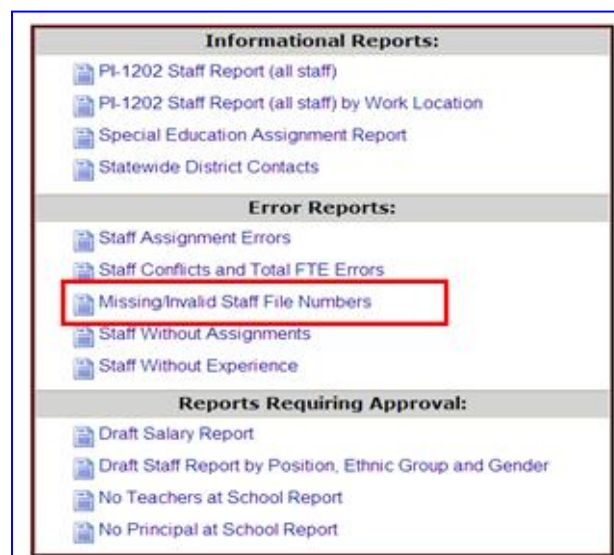 Informational Reports:
PI-1202 Staff Report (all staff)
PI-1202 Staff Report (all staff) by Work Location
Special Education Assignment Report
Statewide District Contacts
Error Reports:
Staff Assignment Errors
Staff Conflicts and Total FTE Errors
Missing/Invalid Staff File Numbers
Staff Without Assignments
Staff Without Experience
Reports Requiring Approval:
Draft Salary Report
Draft Staff Report by Position, Ethnic Group and Gender
No Teachers at School Report
No Principal at School Report